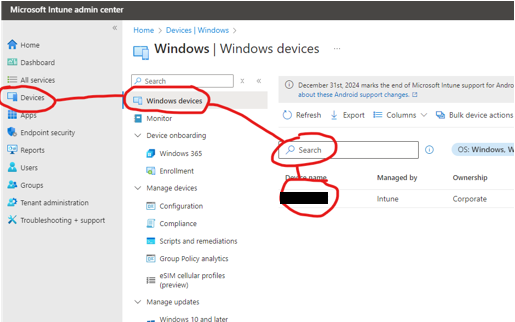 Microsoft Intune admin center
Home > Devices | Windows >
Windows | Windows devices
Home
Dashboard
All services
Devices
Apps
Endpoint security
Reports
Users
Groups
Tenant administration
Troubleshooting + support
Search
Windows devices
Monitor
Device onboarding
Windows 365
Enrollment
Manage devices
Configuration
Compliance
Scripts and remediations
Group Policy analytics
eSIM cellular profiles
(preview)
Manage updates
Windows 10 and later
December 31st, 2024 marks the end of Microsoft Intune support for Andro
about these Android support changes.
Refresh Export Columns Bulk device actions
Search
OS: Windows, W
Device name Managed by Ownership
Intune Corporate